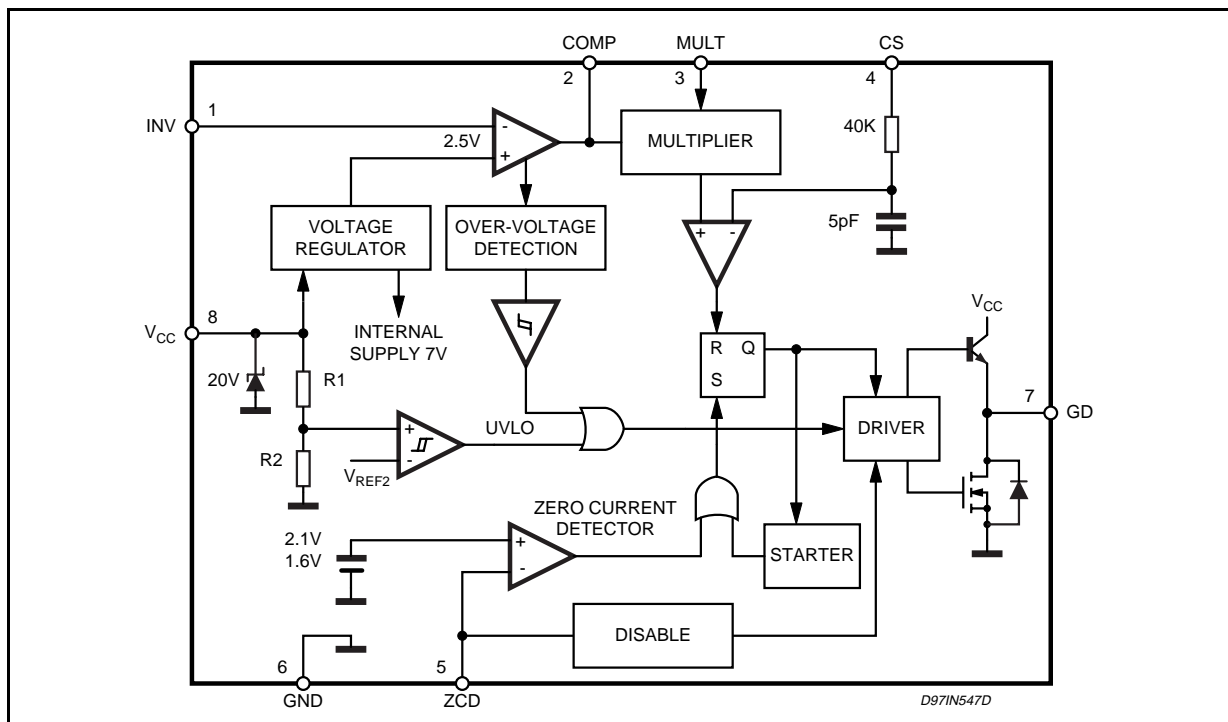 COMP
MULT
CS
2
3
4
1
INV
2.5V
-
+
MULTIPLIER
40K
VOLTAGE
REGULATOR
OVER-VOLTAGE
DETECTION
+
-
5pF
8
VCC
INTERNAL
SUPPLY 7V
VCC
R
Q
S
20V
R1
7
GD
R2
+
-
UVLO
DRIVER
VREF2
ZERO CURRENT
DETECTOR
2.1V
1.6V
+
-
STARTER
DISABLE
6
5
GND
ZCD
D97IN547D